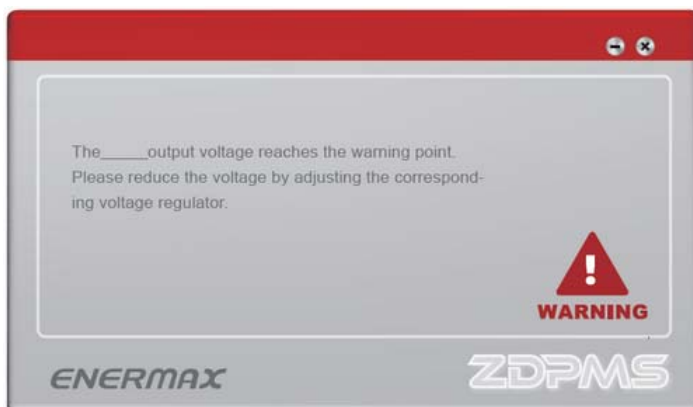 The_____output voltage reaches the warning point.
Please reduce the voltage by adjusting the correspond-
ing voltage regulator.
!
WARNING
ENERMAX
ZDPMS